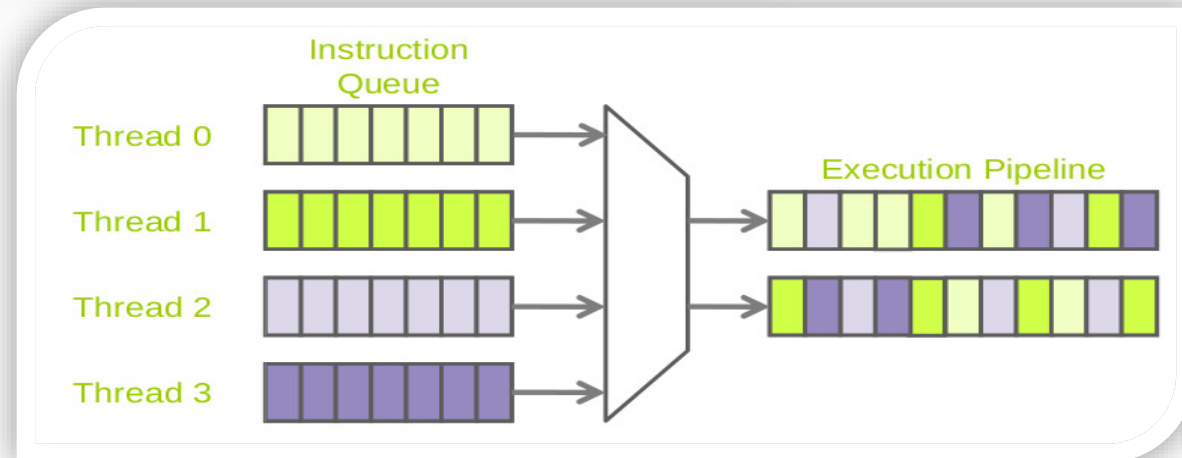 Instruction
Queue
Thread 0
Execution Pipeline
Thread 1
Thread 2
Thread 3